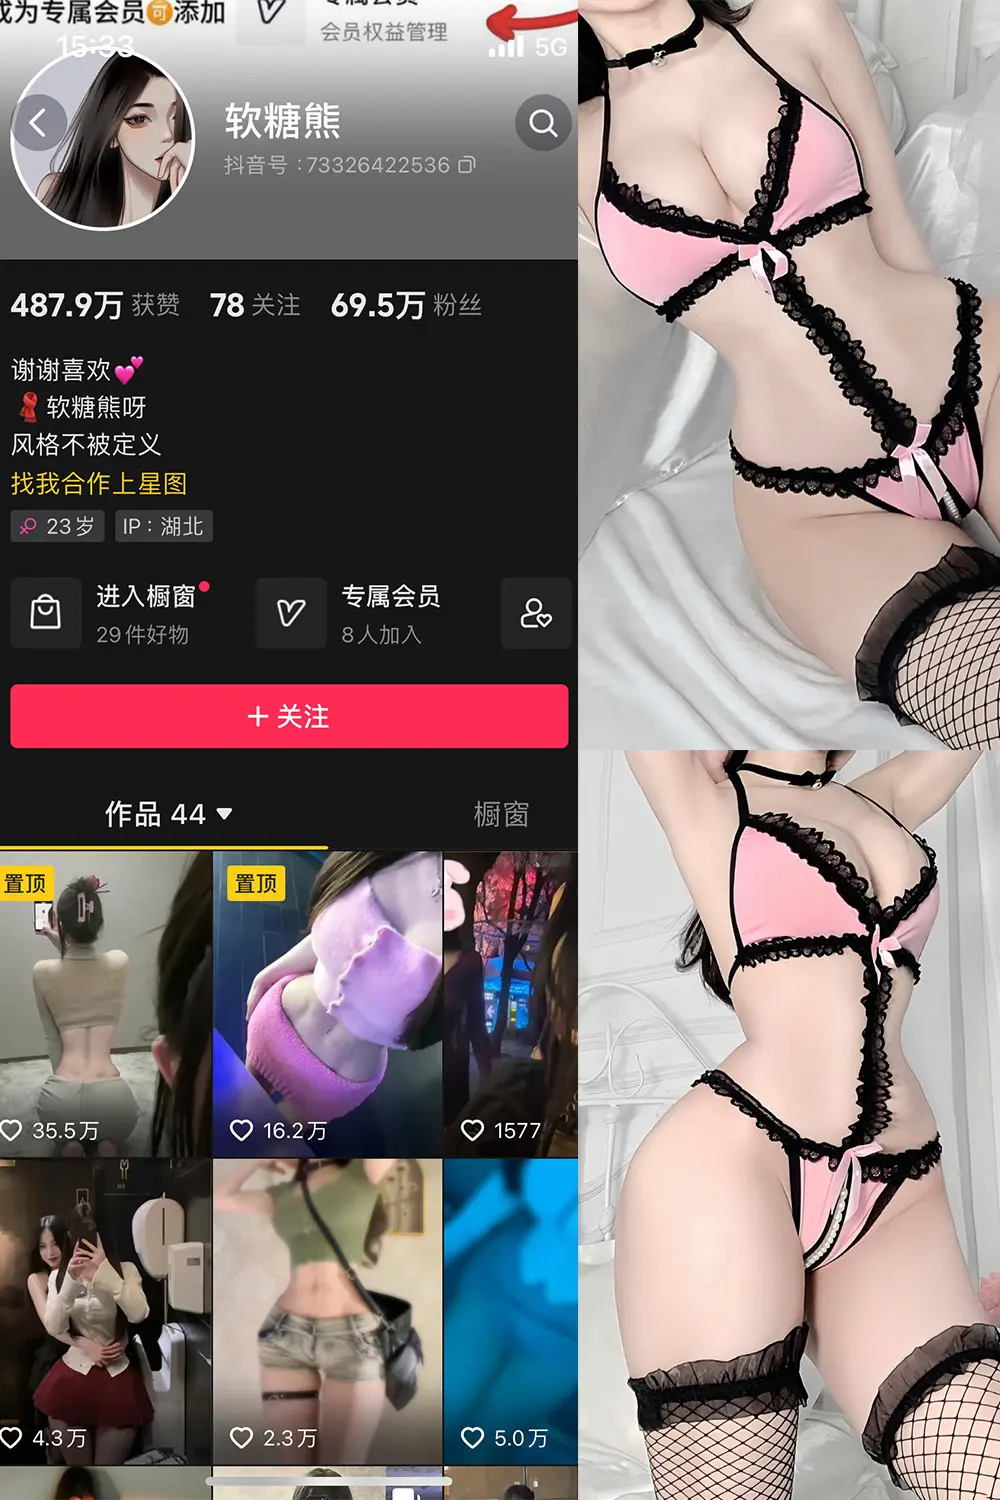 成为专属会员可添加
会员权益管理
15:33
5G
软糖熊
抖音号：73326422536
487.9万 获赞 78 关注 69.5万 粉丝
谢谢喜欢
软糖熊呀
风格不被定义
找我合作上星图
23岁 IP：湖北
进入橱窗 专属会员
29件好物 8人加入
+ 关注
作品 44 橱窗
置顶 置顶
35.5万 16.2万 1577
4.3万 2.3万 5.0万